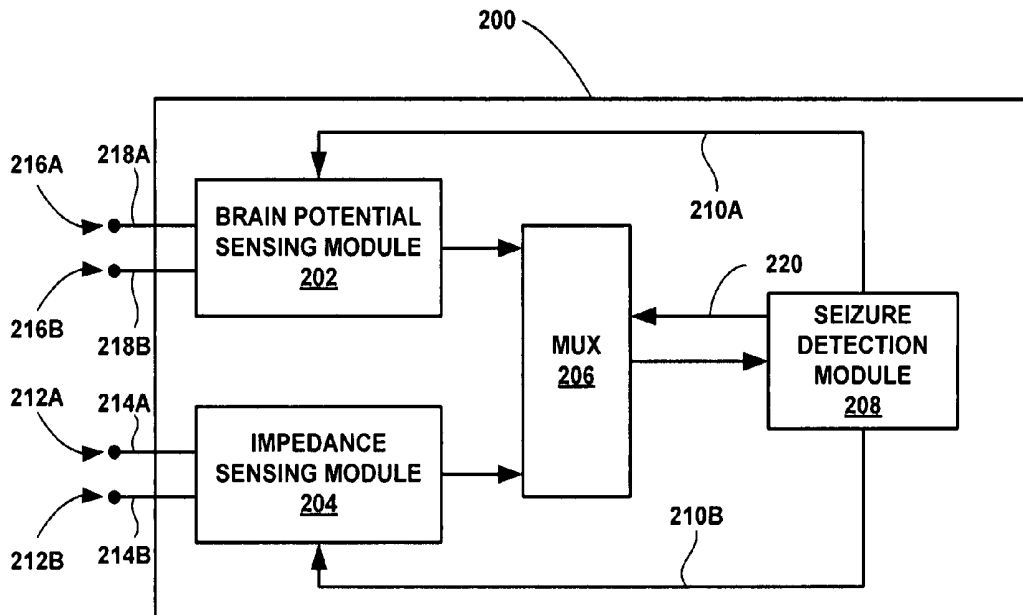 200
216A
218A
BRAIN POTENTIAL
SENSING MODULE
202
210A
216B
218B
220
MUX
206
SEIZURE
DETECTION
MODULE
208
212A
214A
IMPEDANCE
SENSING MODULE
204
212B
214B
210B